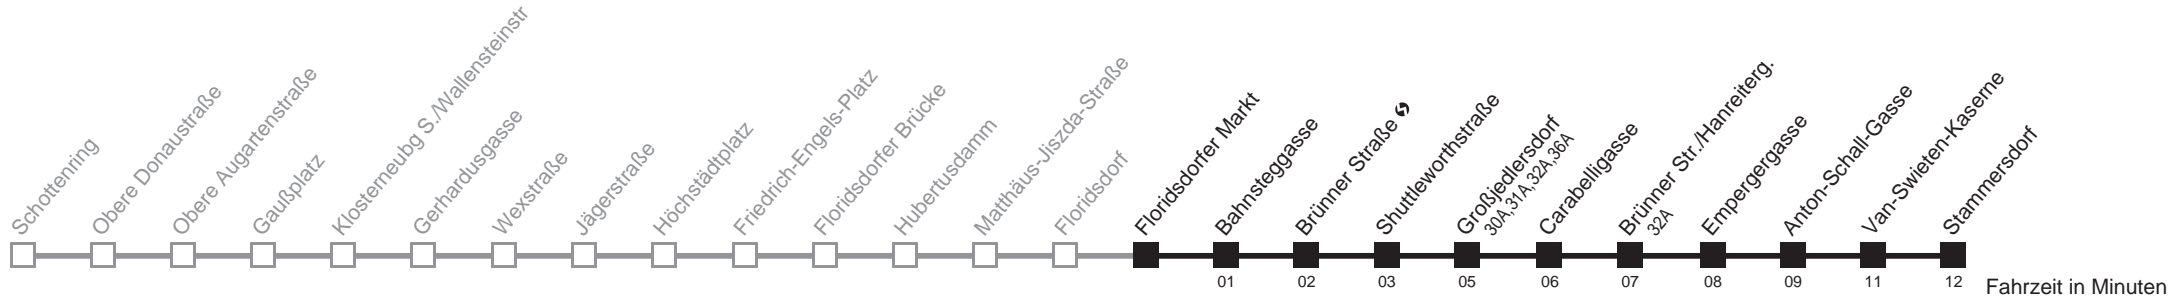 Schottenring
Obere Donaustraße
Obere Augartenstraße
Gaußplatz
Klosterneubg S./Wallensteinstr
Gerhardusgasse
Wexstraße
Jägerstraße
Höchstädtplatz
Friedrich-Engels-Platz
Floridsdorfer Brücke
Hubertusdamm
Matthäus-Jiszda-Straße
Floridsdorf
Floridsdorfer Markt
Bahnsteggasse
Brünner Straße
Shuttleworthstraße
Großjedlersdorf
30A,31A,32A,36A
Carabelligasse
Brünner Str./Hanreiterg.
32A
Empergergasse
Anton-Schall-Gasse
Van-Swieten-Kaserne
Stammersdorf
01 02 03 05 06 07 08 09 11 12 Fahrzeit in Minuten